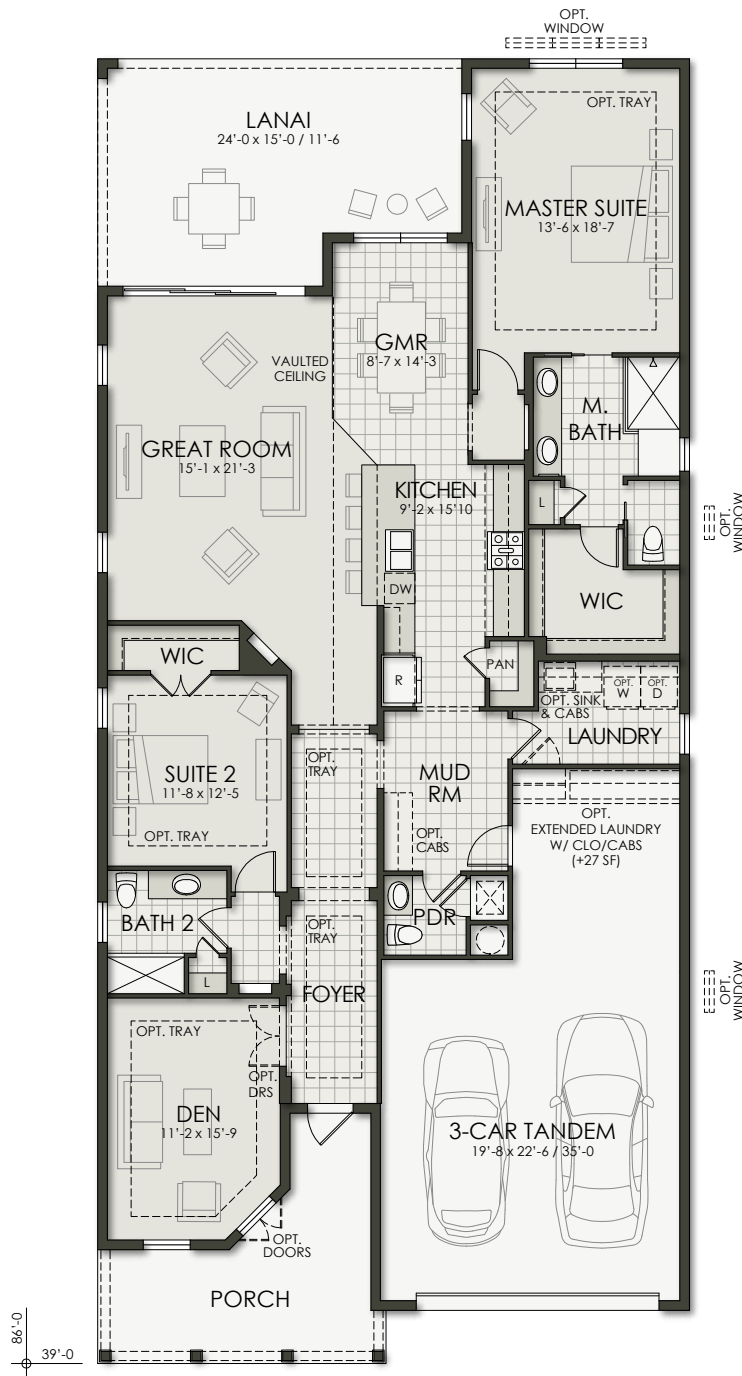 OPT.
WINDOW
LANAI
24'-0 x 15'-0 / 11'-6
OPT. TRAY
MASTER SUITE
13'-6 x 18'-7
GMR
8'-7 x 14'-3
VAULTED
CEILING
M.
BATH
GREAT ROOM
15'-1 x 21'-3
KITCHEN
9'-2 x 15'10
L
OPT.
WINDOW
DW
WIC
WIC
PAN
R
OPT. SINK
& CABS
OPT.
W
OPT.
D
LAUNDRY
OPT.
TRAY
MUD
RM
SUITE 2
11'-8 x 12'-5
OPT. TRAY
OPT.
CABS
OPT.
EXTENDED LAUNDRY
W/ CLO/CABS
(+27 SF)
BATH 2
OPT.
TRAY
PDR
L
FOYER
OPT.
WINDOW
OPT. TRAY
OPT.
DRS
DEN
11'-2 x 15'-9
3-CAR TANDEM
19'-8 x 22'-6 / 35'-0
OPT.
DOORS
PORCH
86'-0
39'-0